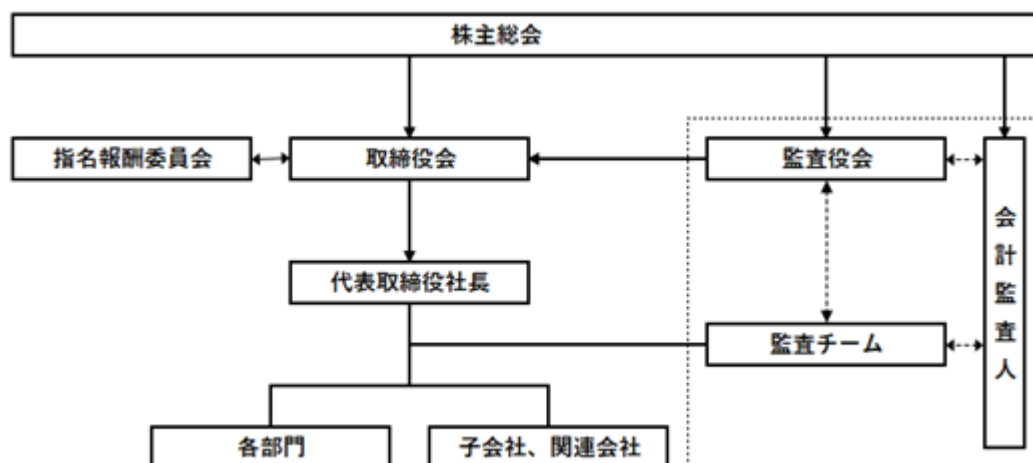 株主総会
指名報酬委員会
取締役会
監査役会
会計監査人
代表取締役社長
監査チーム
各部門
子会社、関連会社